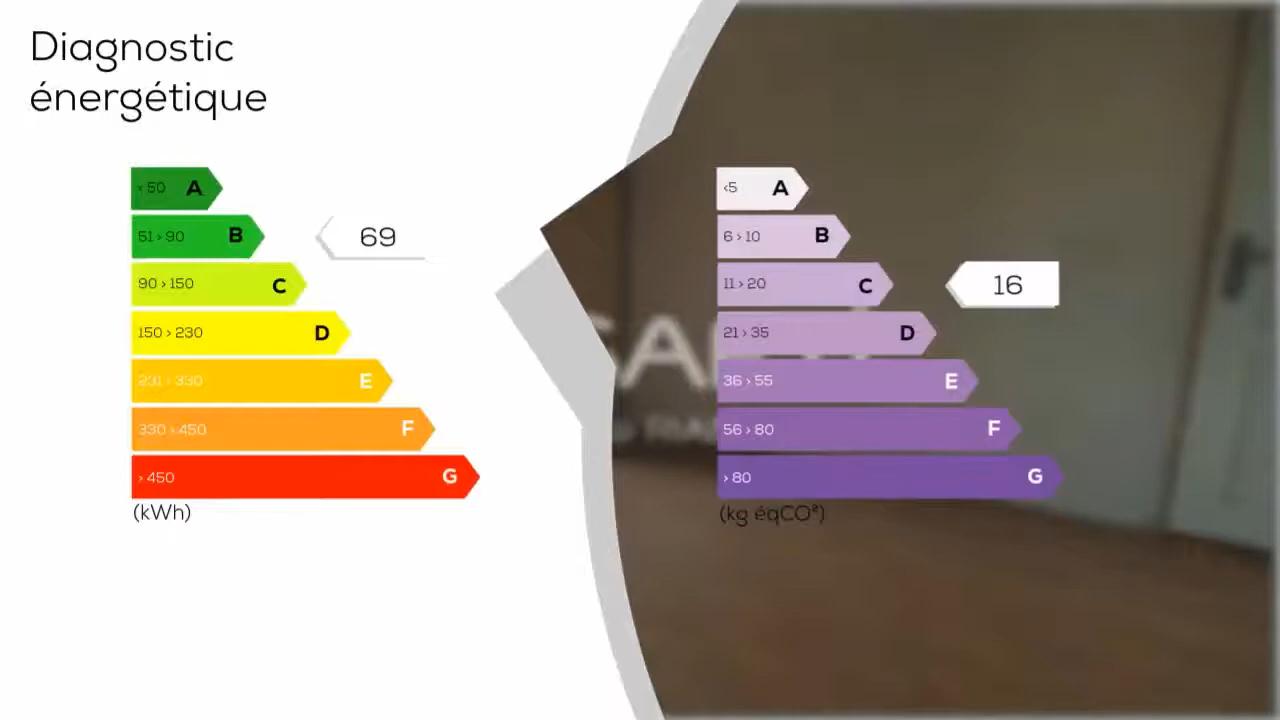 Diagnostic
énergétique
< 50 A
51 > 90 B
69
90 > 150 C
150 > 230 D
231 > 330 E
330 > 450 F
> 450 G
(kWh)
<5 A
6 > 10 B
11 > 20 C
16
21 > 35 D
36 > 55 E
56 > 80 F
> 80 G
(kg éqCO²)